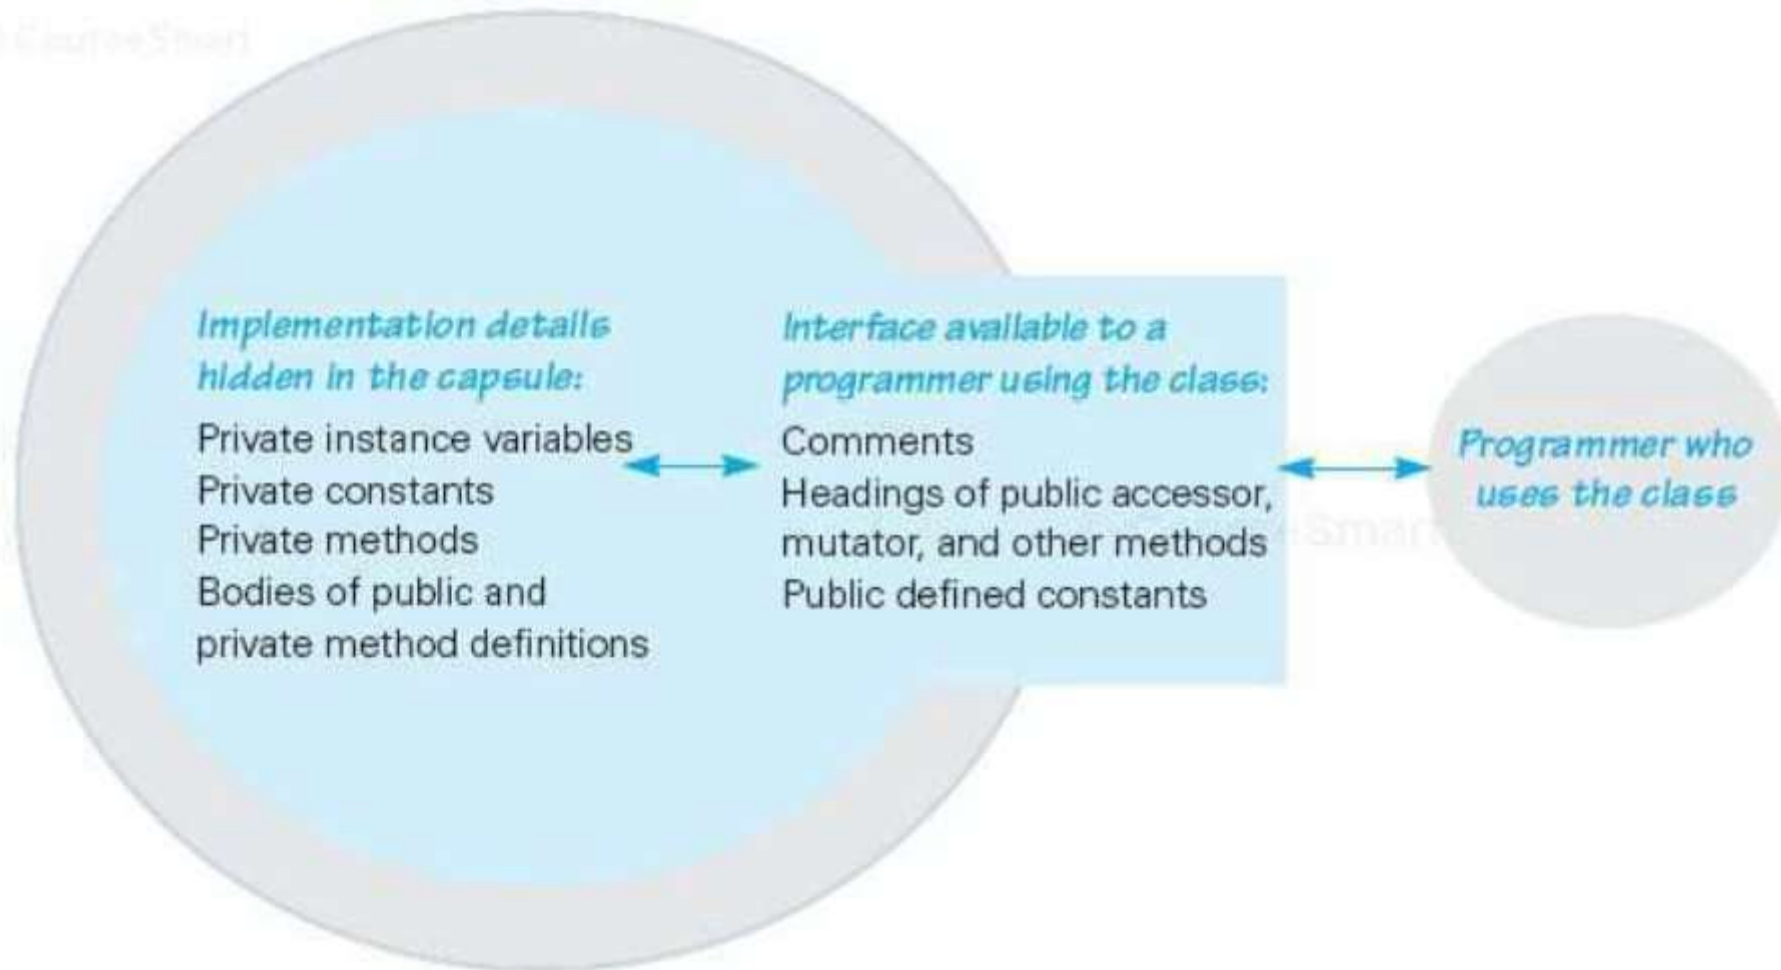 CourseSmart
Implementation details
hidden in the capsule:
Private instance variables
Private constants
Private methods
Bodies of public and
private method definitions
Interface available to a
programmer using the class:
Comments
Headings of public accessor,
mutator, and other methods
Public defined constants
Programmer who
uses the class
eSmart